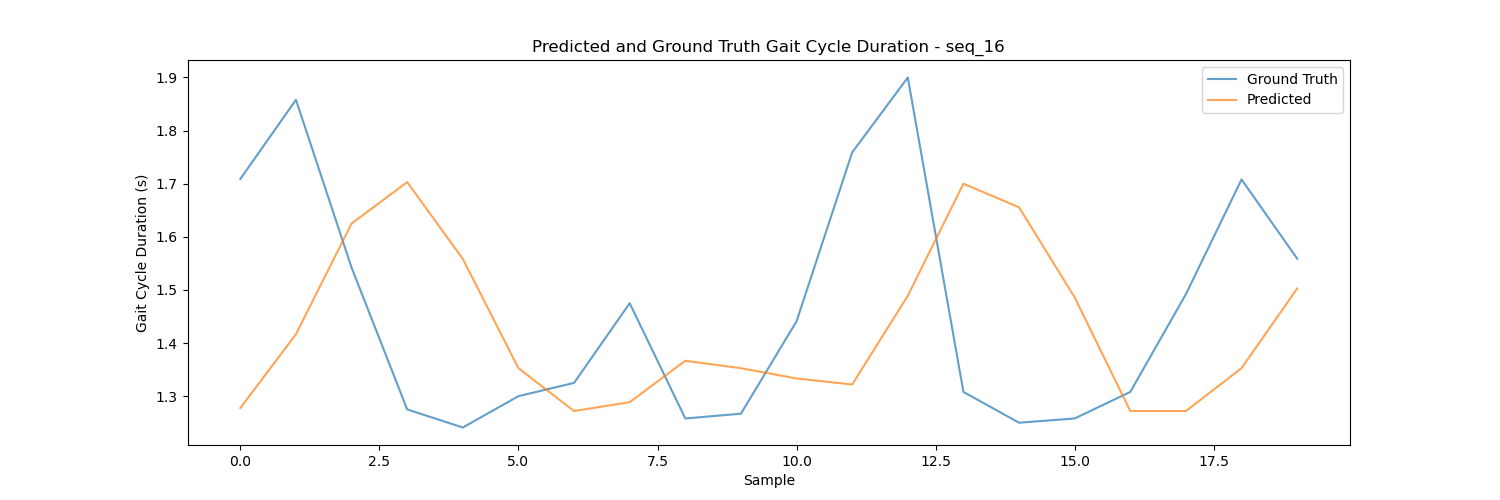 Predicted and Ground Truth Gait Cycle Duration - seq_16
Ground Truth
Predicted
Gait Cycle Duration (s)
1.9
1.8
1.7
1.6
1.5
1.4
1.3
0.0 2.5 5.0 7.5 10.0 12.5 15.0 17.5
Sample